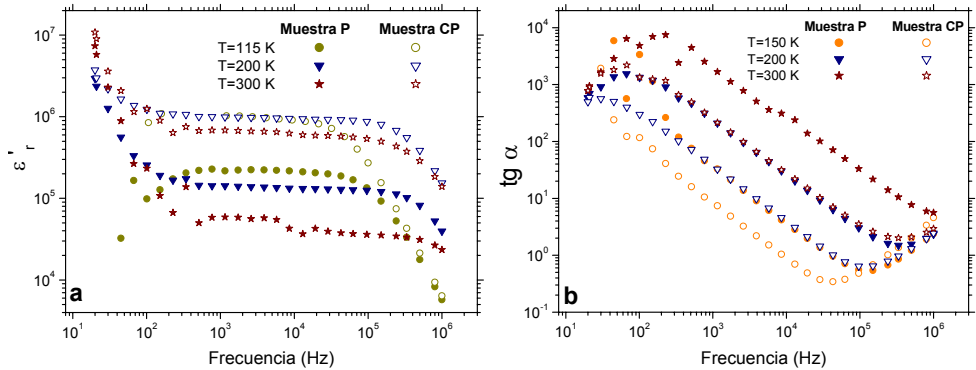 Muestra P Muestra CP
T=115 K
T=200 K
T=300 K
10⁷
10⁶
10⁵
10⁴
ε'r
10¹ 10² 10³ 10⁴ 10⁵ 10⁶
Frecuencia (Hz)
a
Muestra P Muestra CP
T=150 K
T=200 K
T=300 K
10⁴
10³
10²
10¹
10⁰
10⁻¹
tg α
10¹ 10² 10³ 10⁴ 10⁵ 10⁶
Frecuencia (Hz)
b